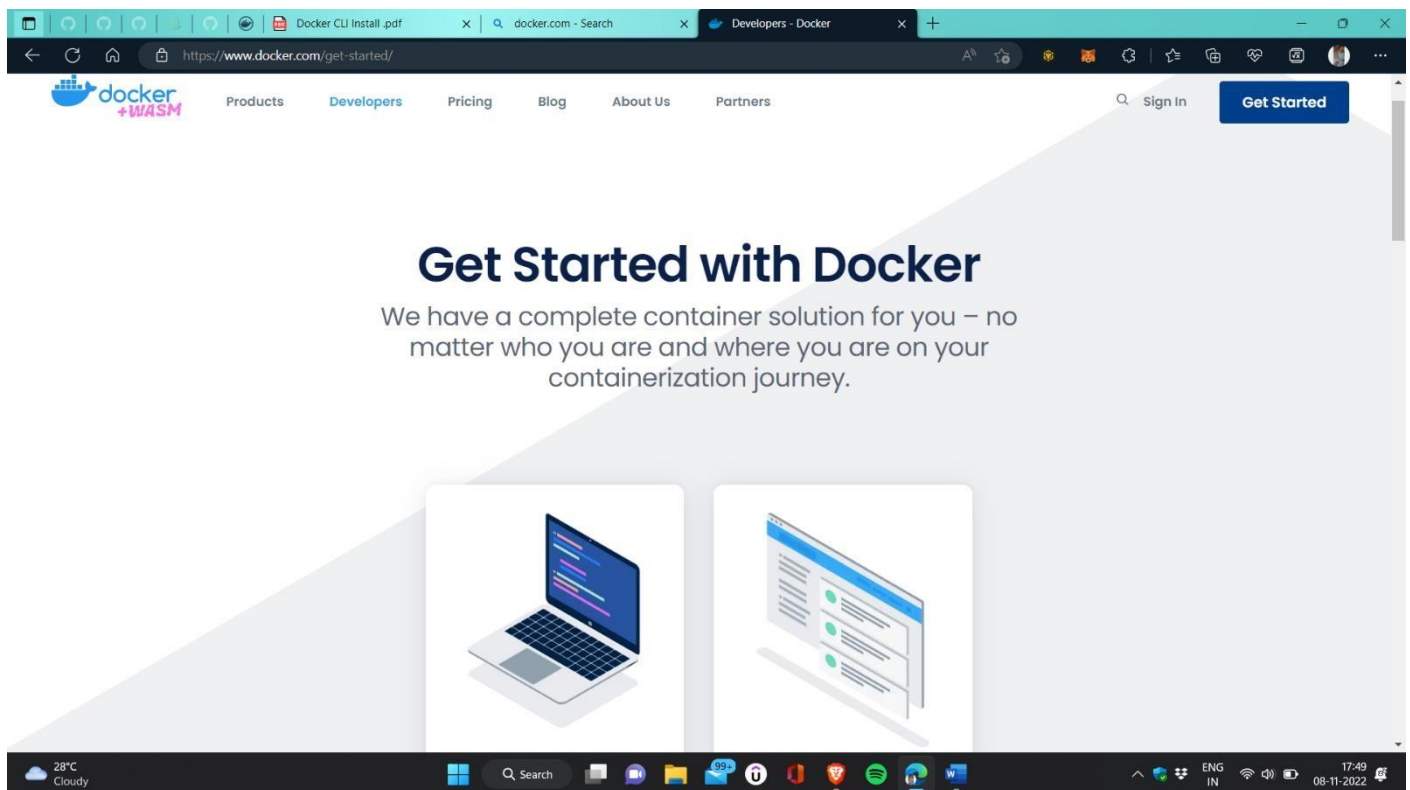 Docker CLI Install .pdf
docker.com - Search
Developers - Docker
https://www.docker.com/get-started/
docker
+WASM
Products
Developers
Pricing
Blog
About Us
Partners
Sign In
Get Started
Get Started with Docker
We have a complete container solution for you – no
matter who you are and where you are on your
containerization journey.
28°C
Cloudy
Search
99+
ENG
IN
17:49
08-11-2022